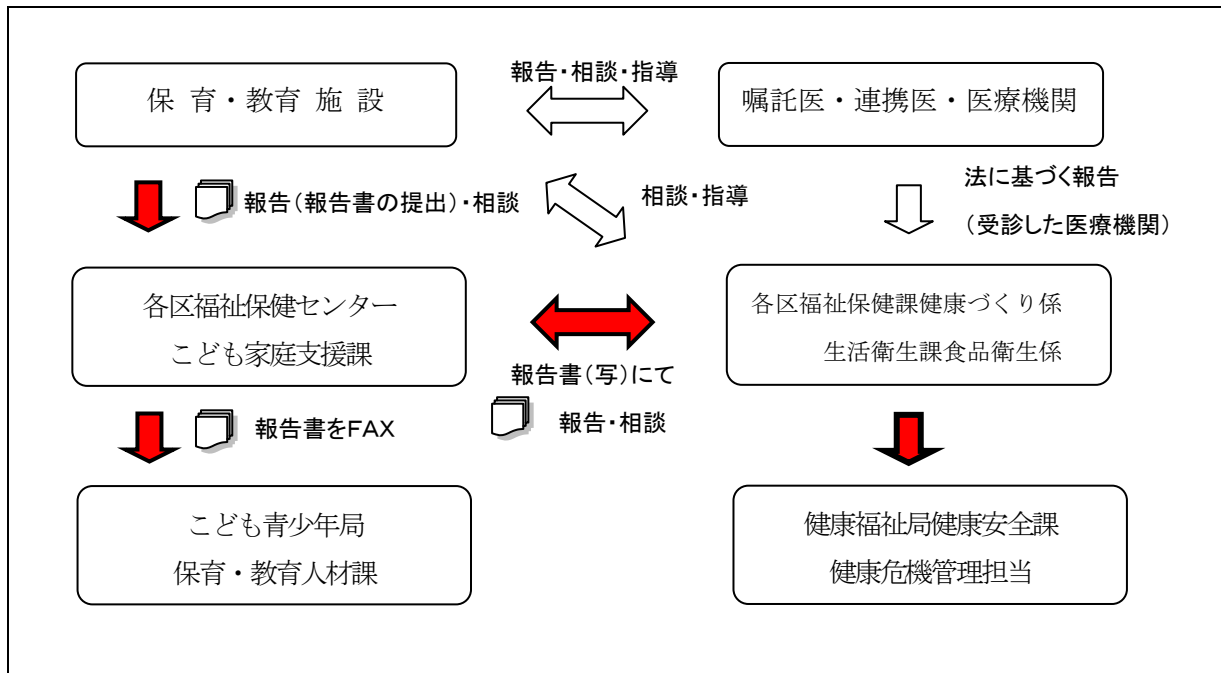 報告・相談・指導
保 育・教育 施設
嘱託医・連携医・医療機関
報告(報告書の提出)・相談
相談・指導
法に基づく報告
(受診した医療機関)
各区福祉保健センター
こども家庭支援課
各区福祉保健課健康づくり係
生活衛生課食品衛生係
報告書(写)にて
報告・相談
報告書をFAX
こども青少年局
保育・教育人材課
健康福祉局健康安全課
健康危機管理担当